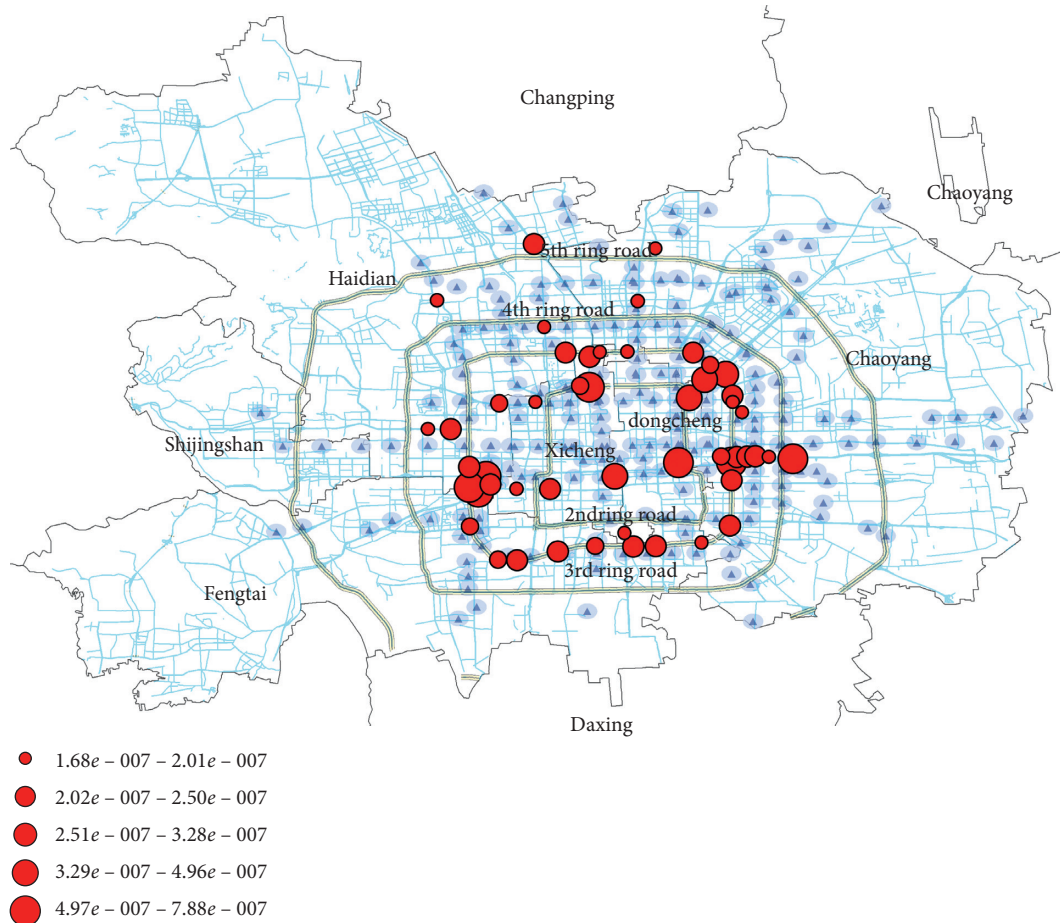 Changping
Chaoyang
5th ring road
Haidian
4th ring road
Chaoyang
dongcheng
Shijingshan
Xicheng
2ndring road
3rd ring road
Fengtai
Daxing
1.68e – 007 – 2.01e – 007
2.02e – 007 – 2.50e – 007
2.51e – 007 – 3.28e – 007
3.29e – 007 – 4.96e – 007
4.97e – 007 – 7.88e – 007